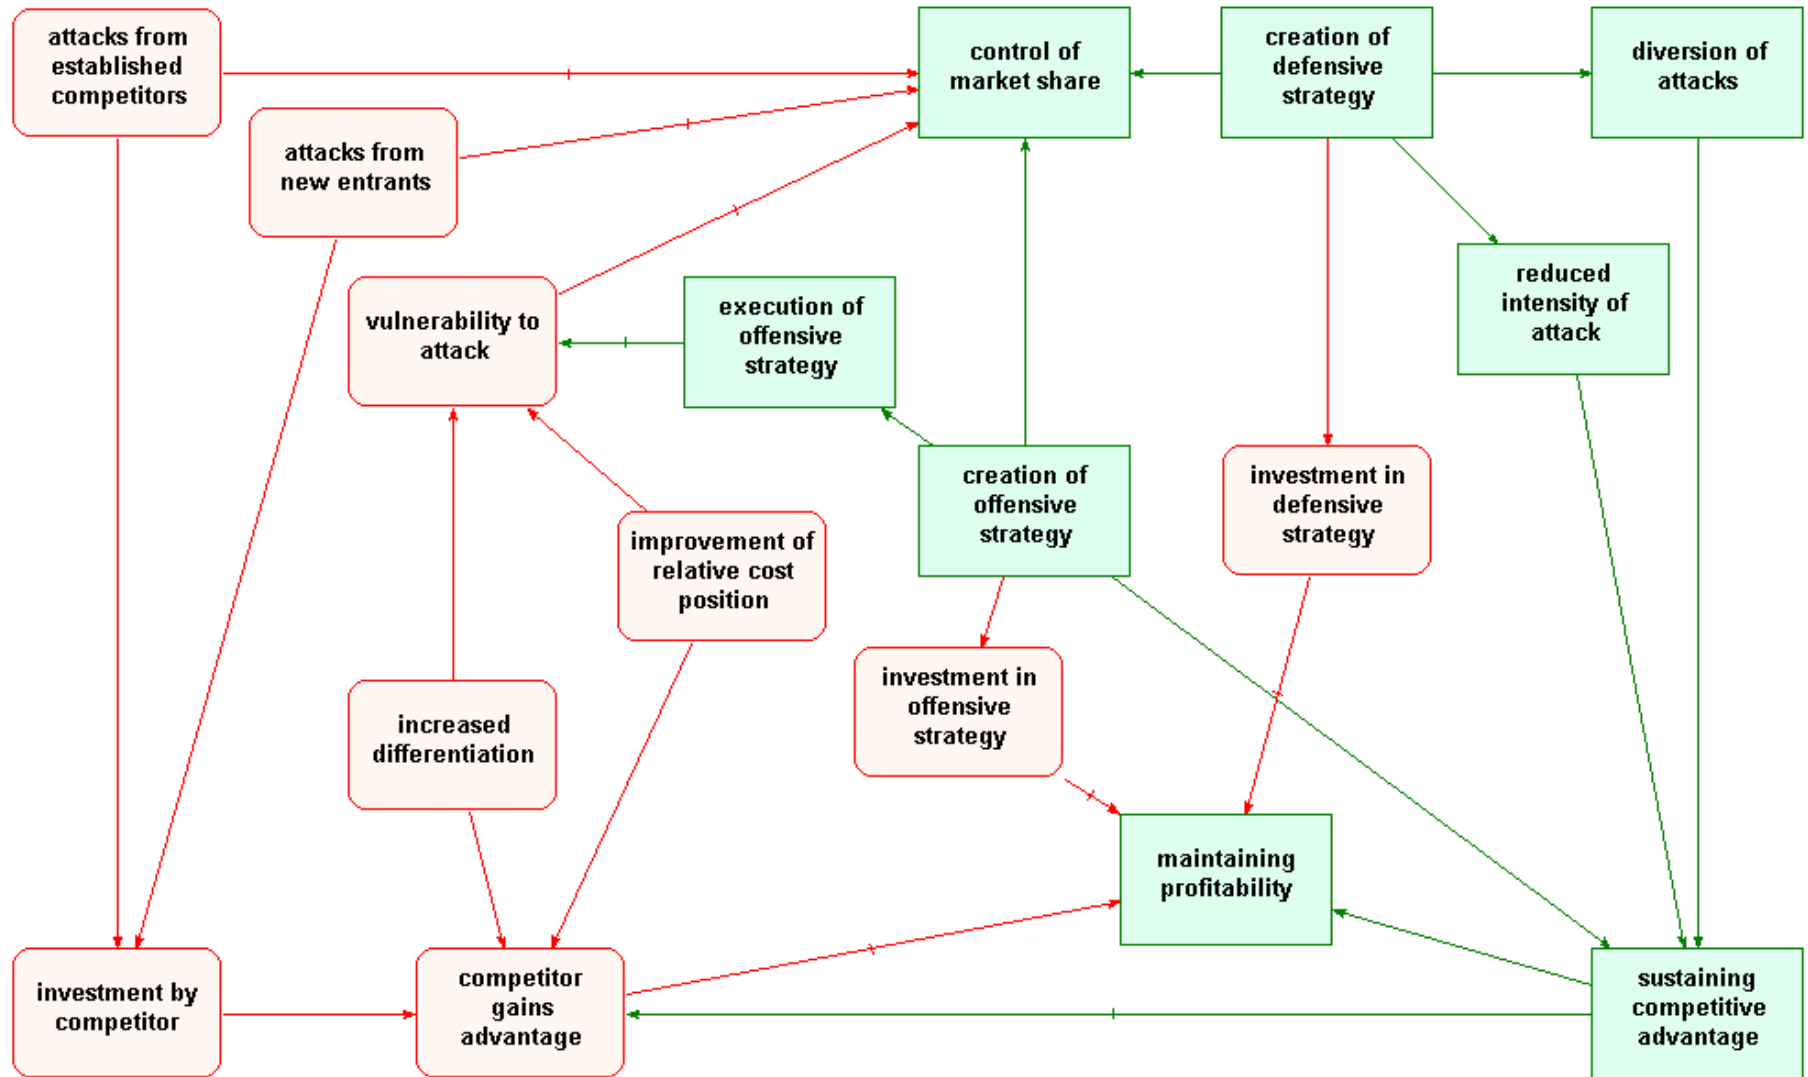 attacks from
established
competitors
control of
market share
creation of
defensive
strategy
diversion of
attacks
attacks from
new entrants
reduced
intensity of
attack
vulnerability to
attack
execution of
offensive
strategy
creation of
offensive
strategy
investment in
defensive
strategy
improvement of
relative cost
position
investment in
offensive
strategy
increased
differentiation
maintaining
profitability
investment by
competitor
competitor
gains
advantage
sustaining
competitive
advantage